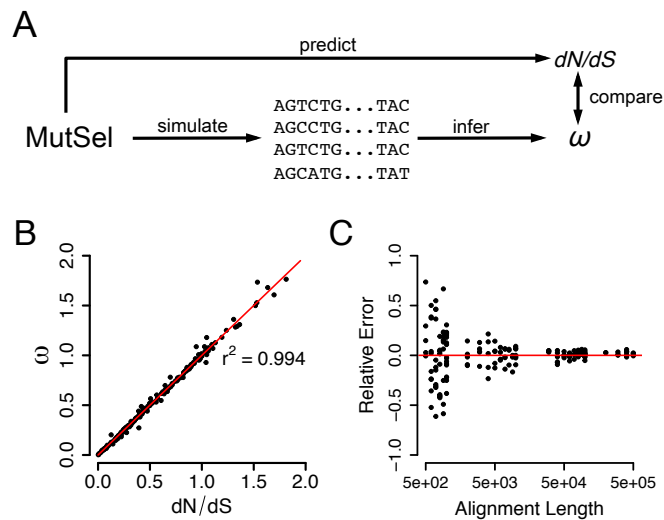 A
predict
dN/dS
compare
MutSel
simulate
AGTCTG...TAC
AGCCTG...TAC
AGTCTG...TAC
AGCATG...TAT
infer
ω
B
ω
0.0 0.5 1.0 1.5 2.0
r² = 0.994
0.0 0.5 1.0 1.5 2.0
dN/dS
C
Relative Error
−1.0 −0.5 0.0 0.5 1.0
5e+02 5e+03 5e+04 5e+05
Alignment Length